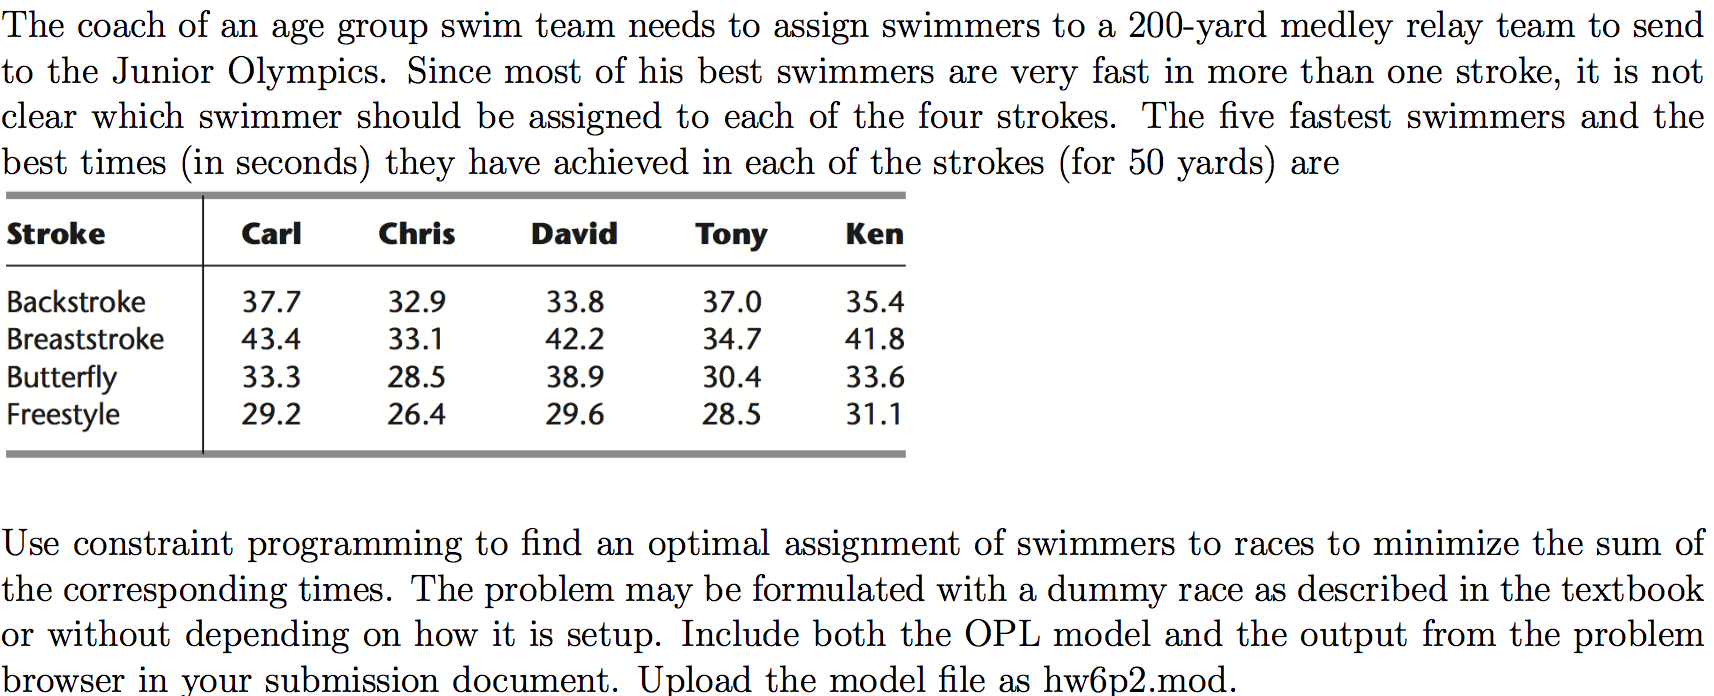 The coach of an age group swim team needs to assign swimmers to a 200-yard medley relay team to send
to the Junior Olympics. Since most of his best swimmers are very fast in more than one stroke, it is not
clear which swimmer should be assigned to each of the four strokes. The five fastest swimmers and the
best times (in seconds) they have achieved in each of the strokes (for 50 yards) are
Stroke Carl Chris David Tony Ken
Backstroke 37.7 32.9 33.8 37.0 35.4
Breaststroke 43.4 33.1 42.2 34.7 41.8
Butterfly 33.3 28.5 38.9 30.4 33.6
Freestyle 29.2 26.4 29.6 28.5 31.1
Use constraint programming to find an optimal assignment of swimmers to races to minimize the sum of
the corresponding times. The problem may be formulated with a dummy race as described in the textbook
or without depending on how it is setup. Include both the OPL model and the output from the problem
browser in your submission document. Upload the model file as hw6p2.mod.